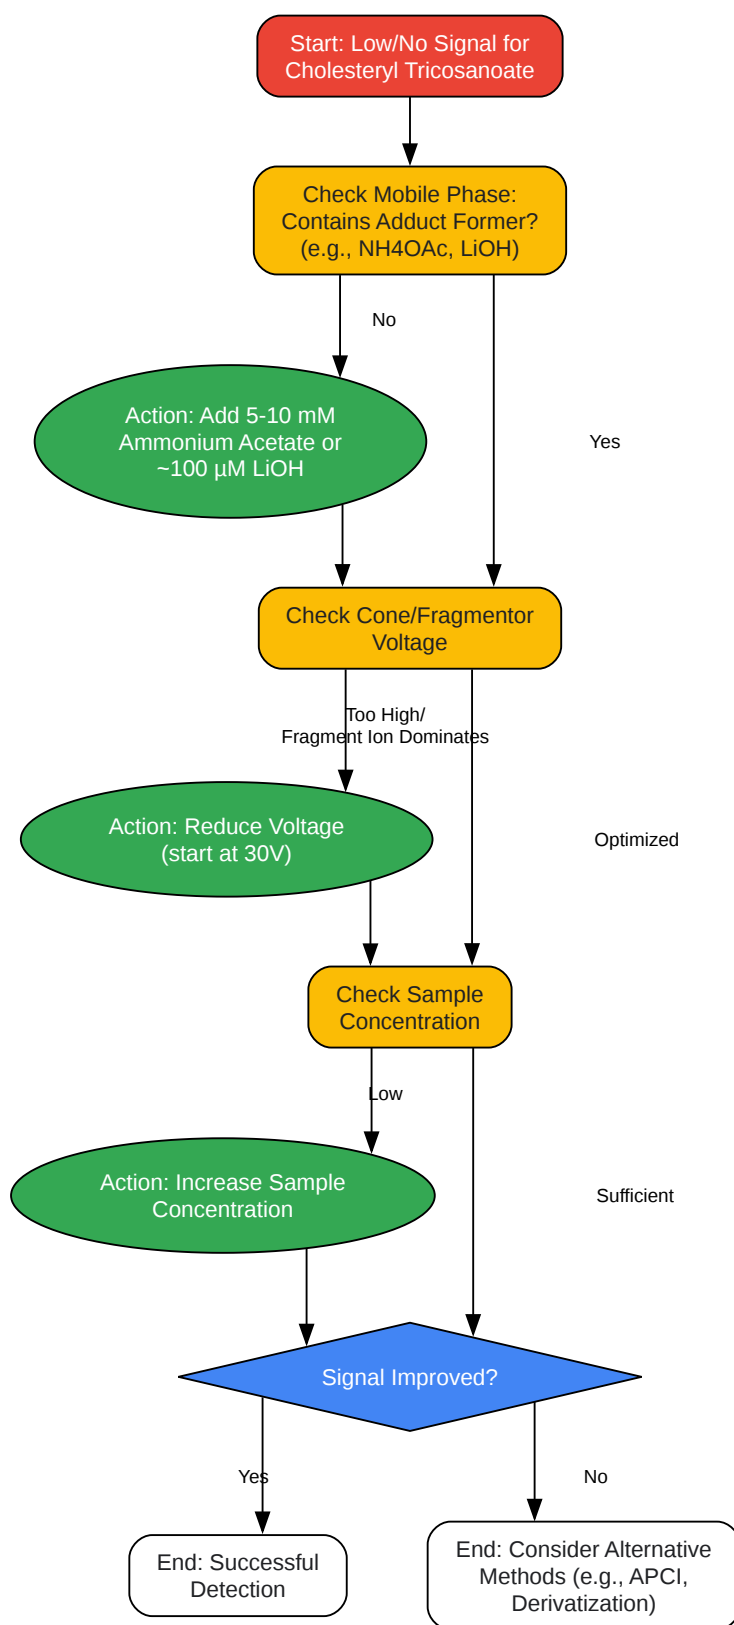 Start: Low/No Signal for
Cholesteryl Tricosanoate
Check Mobile Phase:
Contains Adduct Former?
(e.g., NH4OAc, LiOH)
No
Action: Add 5-10 mM
Ammonium Acetate or
~100 µM LiOH
Yes
Check Cone/Fragmentor
Voltage
Too High/
Fragment Ion Dominates
Action: Reduce Voltage
(start at 30V)
Optimized
Check Sample
Concentration
Low
Action: Increase Sample
Concentration
Sufficient
Signal Improved?
Yes
No
End: Successful
Detection
End: Consider Alternative
Methods (e.g., APCI,
Derivatization)